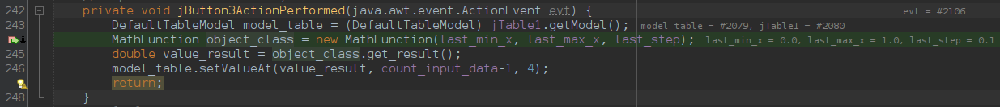 242 private void jButton3ActionPerformed(java.awt.event.ActionEvent evt) { evt = #2106
243 DefaultTableModel model_table = (DefaultTableModel) jTable1.getModel(); model_table = #2079, jTable1 = #2080
MathFunction object_class = new MathFunction(last_min_x, last_max_x, last_step); last_min_x = 0.0, last_max_x = 1.0, last_step = 0.1
245 double value_result = object_class.get_result();
246 model_table.setValueAt(value_result, count_input_data-1, 4);
return;
248 }